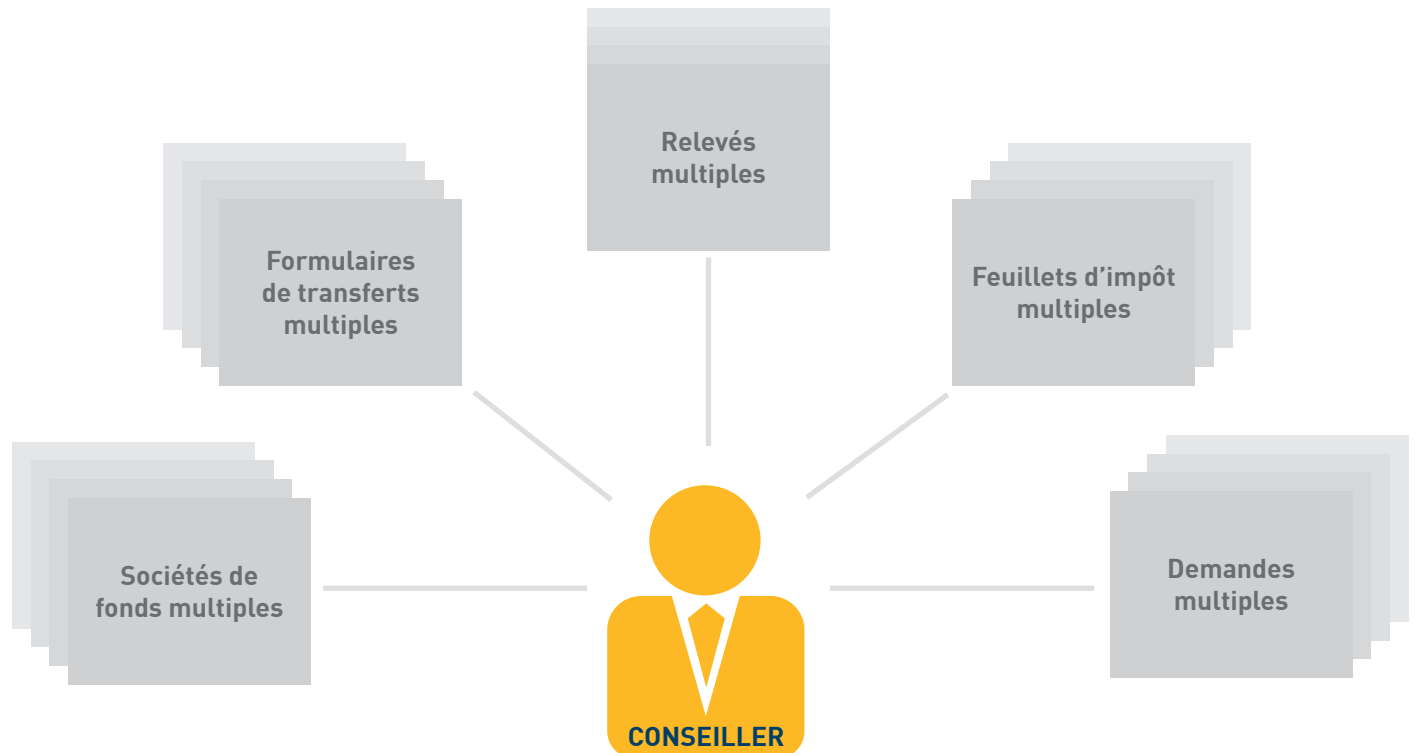 Relevés
multiples
Formulaires
de transferts
multiples
Feuillets d’impôt
multiples
Sociétés de
fonds multiples
Demandes
multiples
CONSEILLER